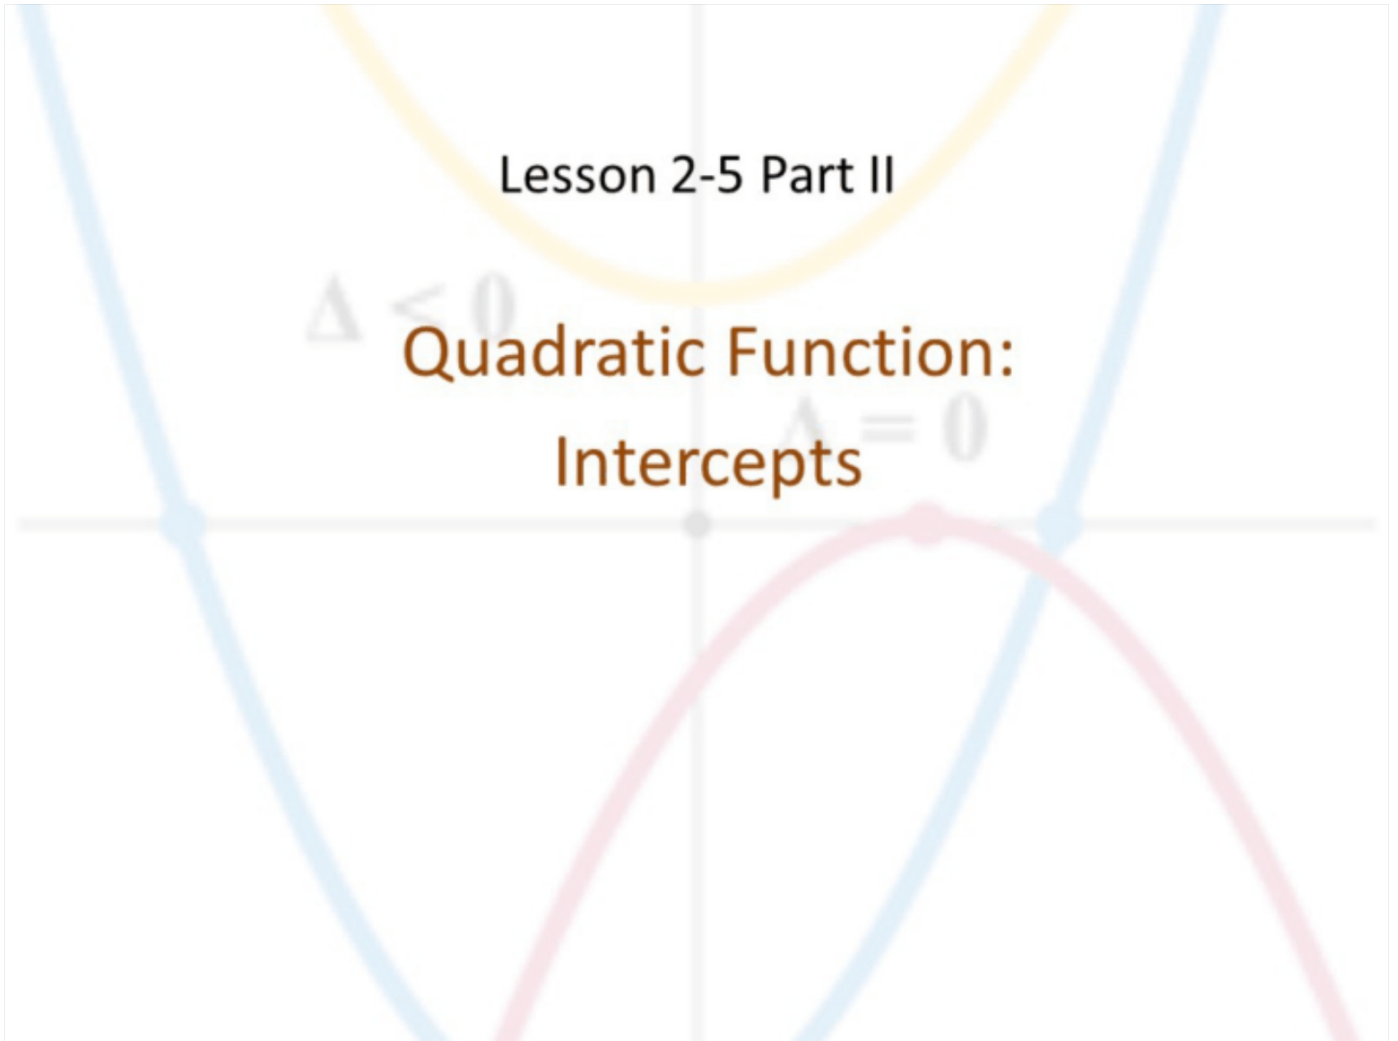 Lesson 2-5 Part II
Δ < 0
Quadratic Function:
Δ = 0
Intercepts